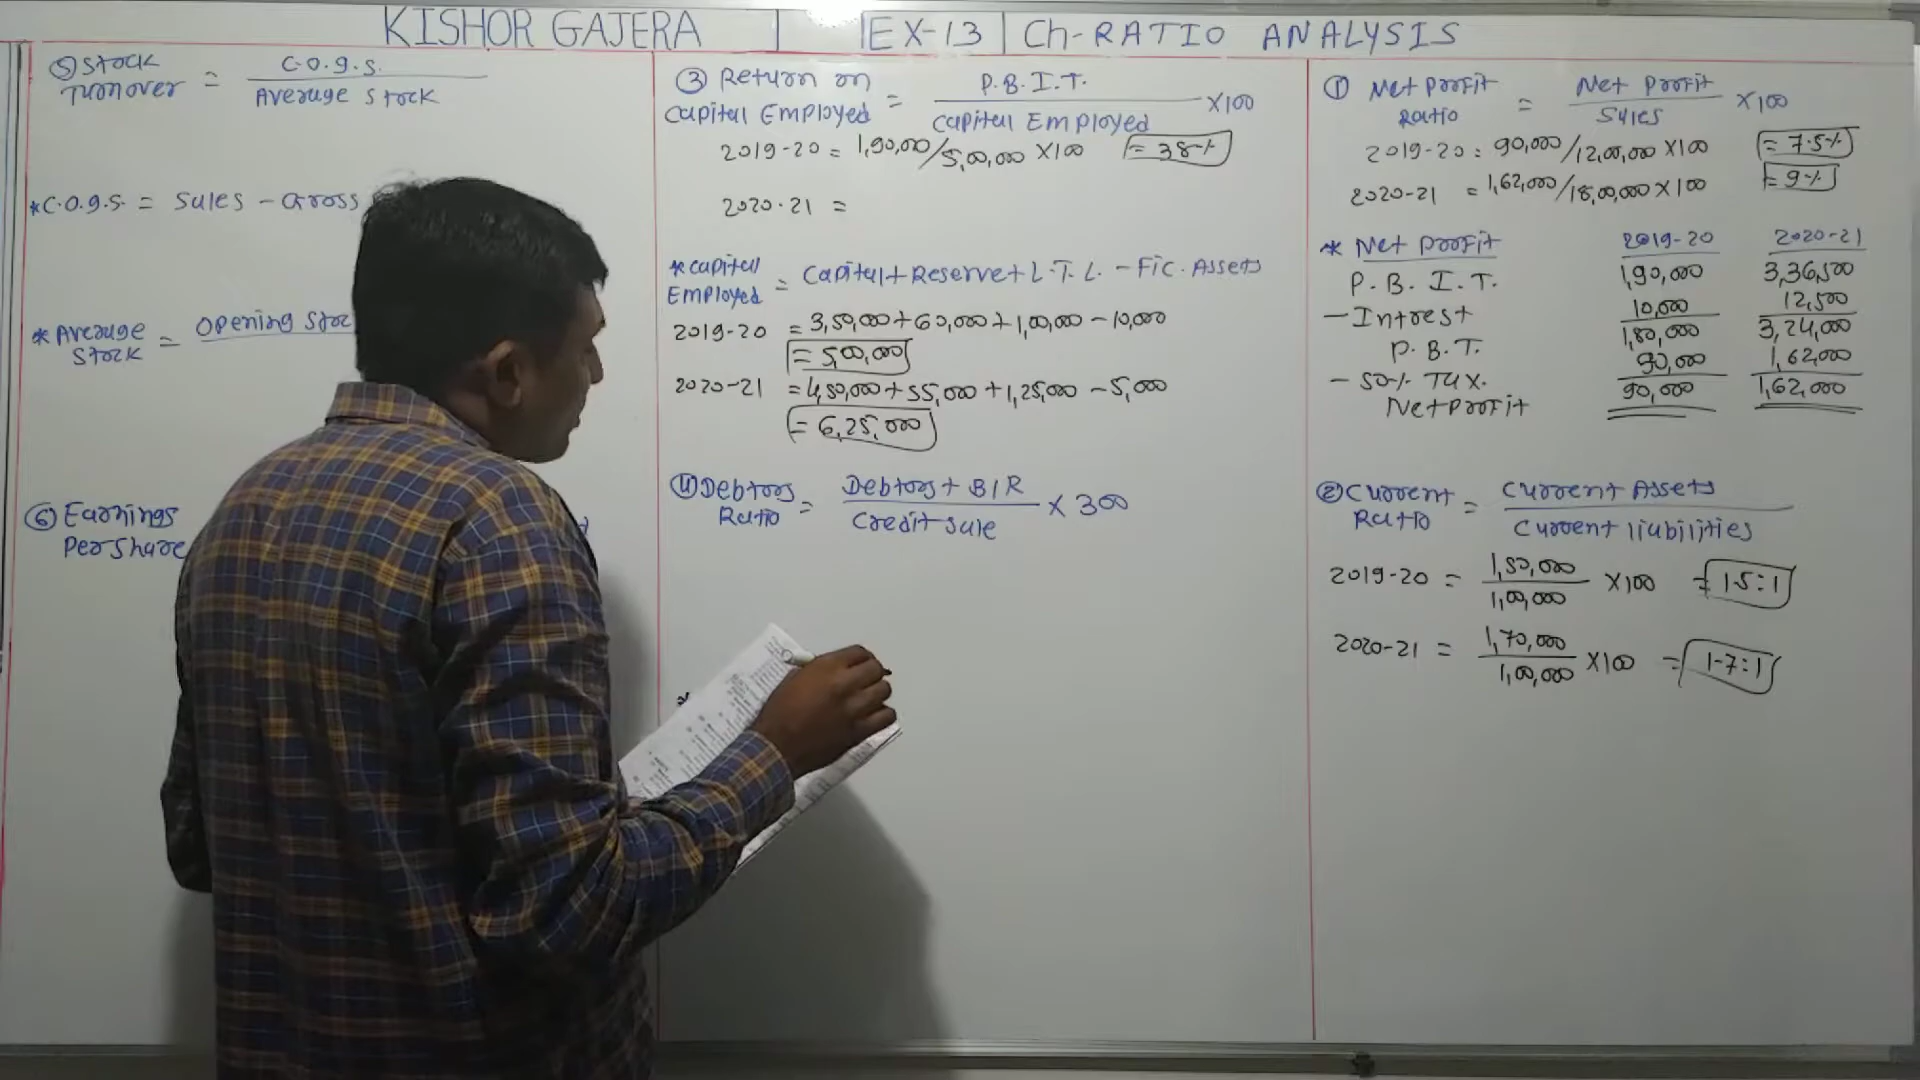 KISHOR GAJERA | EX-13 | Ch-RATIO ANALYSIS
⑤ Stock Turnover = C.O.g.S. / Average Stock
*C.O.g.S. = Sales - Gross
*Average Stock = Opening Stoc
⑥ Earnings Per Share
③ Return on Capital Employed = P.B.I.T. / Capital Employed ×100
2019-20 = 1,90,000/5,00,000 ×100 = 38%
2020-21 =
*Capital Employed = Capital + Reserve + L.T.L. - Fic. Assets
2019-20 = 3,50,000 + 60,000 + 1,00,000 - 10,000
= 5,00,000
2020-21 = 4,50,000 + 55,000 + 1,25,000 - 5,000
= 6,25,000
④ Debtors Ratio = Debtors + B/R / Credit Sale × 300
① Net Profit Ratio = Net Profit / Sales ×100
2019-20 : 90,000/12,00,000 ×100 = 7.5%
2020-21 = 1,62,000/18,00,000 ×100 = 9%
* Net Profit 2019-20 2020-21
P.B.I.T. 1,90,000 3,36,500
- Intrest 10,000 12,500
P.B.T. 1,80,000 3,24,000
- 50% Tax. 90,000 1,62,000
Net Profit 90,000 1,62,000
② Current Ratio = Current Assets / Current liabilities
2019-20 = 1,50,000 / 1,00,000 ×100 = 1.5:1
2020-21 = 1,70,000 / 1,00,000 ×100 = 1.7:1